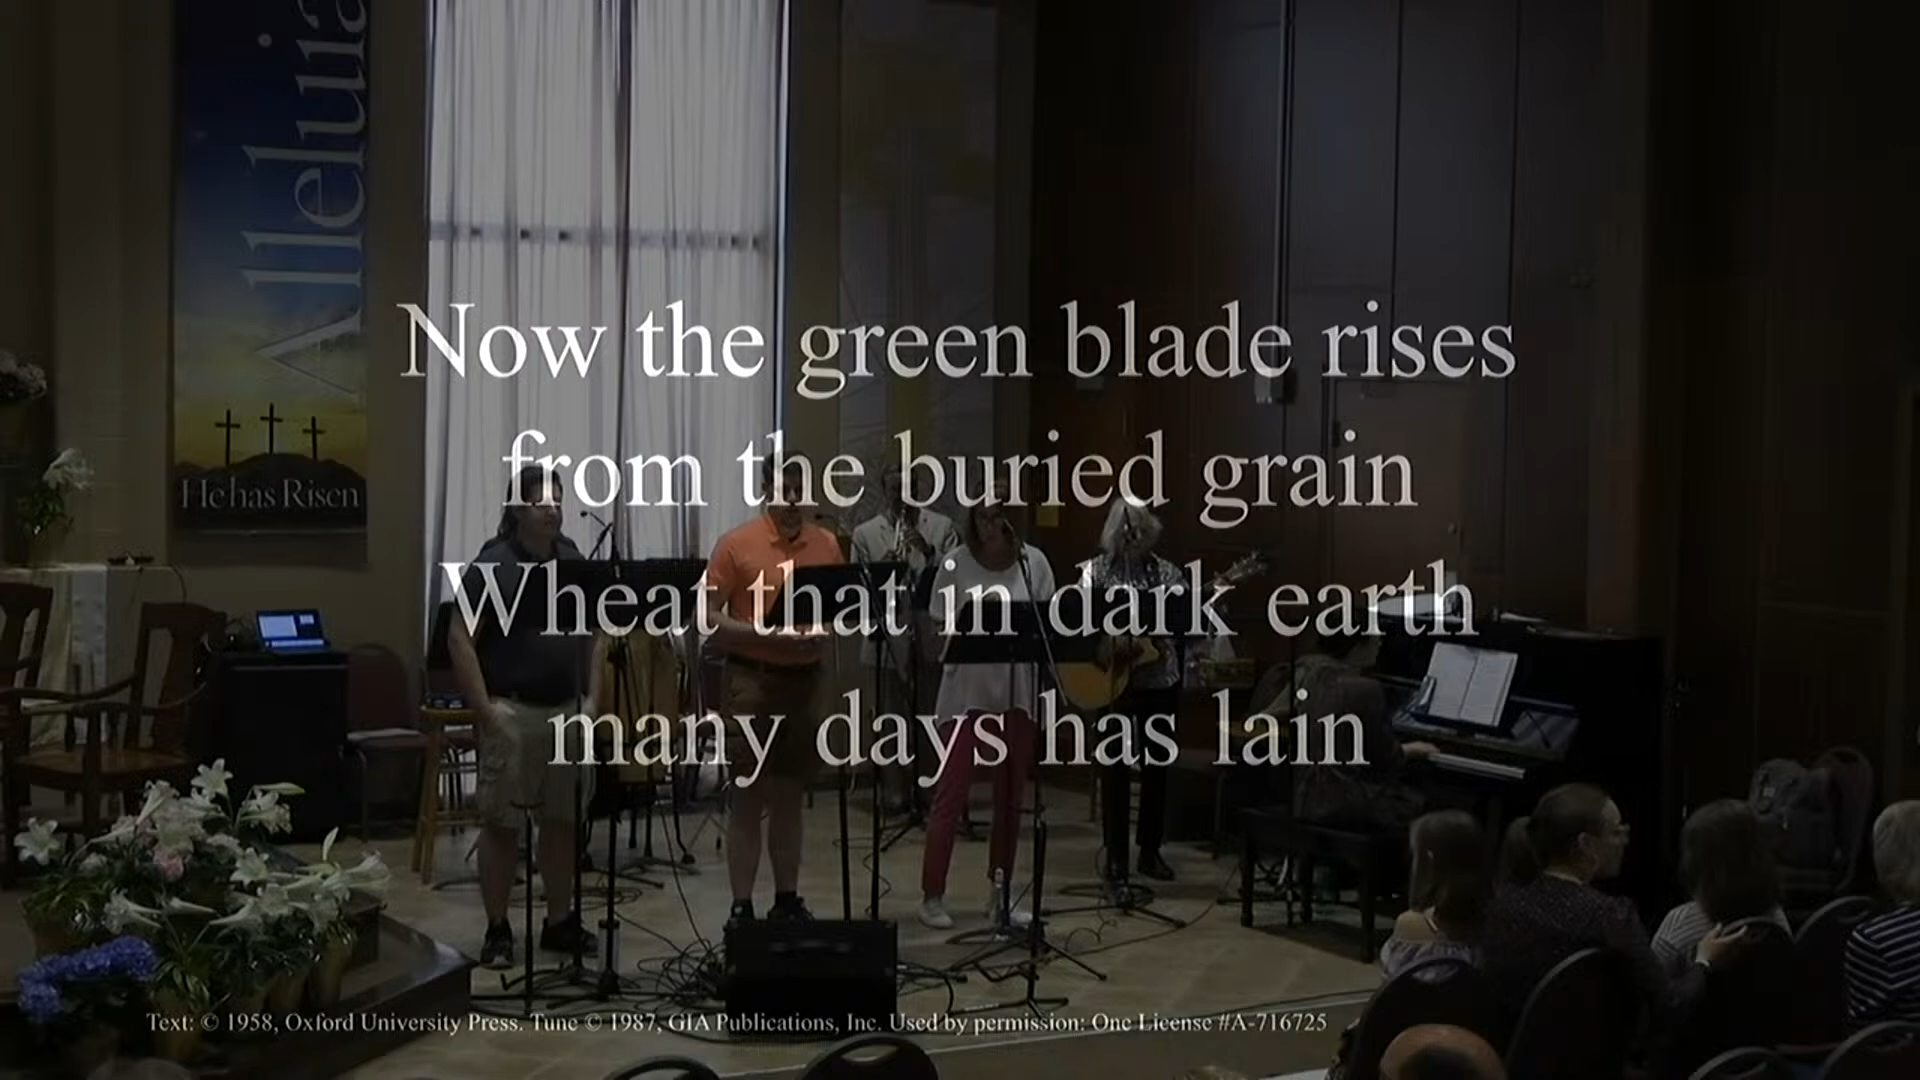 Alleluia
He has Risen
Now the green blade rises
from the buried grain
Wheat that in dark earth
many days has lain
Text: © 1958, Oxford University Press. Tune © 1987, GIA Publications, Inc. Used by permission: One License #A-716725